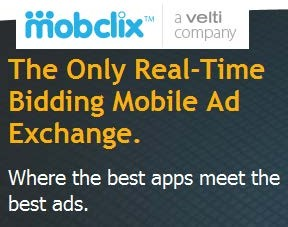 mobclix™
a velti
company
The Only Real-Time
Bidding Mobile Ad
Exchange.
Where the best apps meet the
best ads.